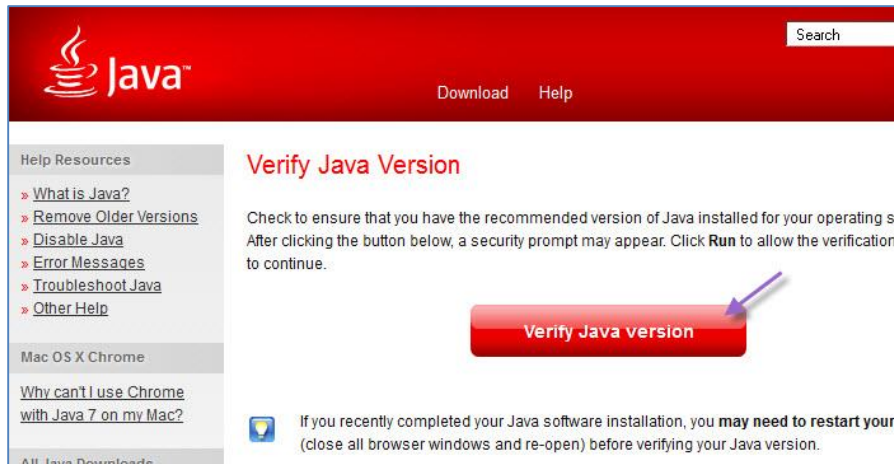 Search
Java™
Download Help
Help Resources
» What is Java?
» Remove Older Versions
» Disable Java
» Error Messages
» Troubleshoot Java
» Other Help
Mac OS X Chrome
Why can't I use Chrome
with Java 7 on my Mac?
All Java Downloads
Verify Java Version
Check to ensure that you have the recommended version of Java installed for your operating s
After clicking the button below, a security prompt may appear. Click Run to allow the verification
to continue.
Verify Java version
If you recently completed your Java software installation, you may need to restart your
(close all browser windows and re-open) before verifying your Java version.